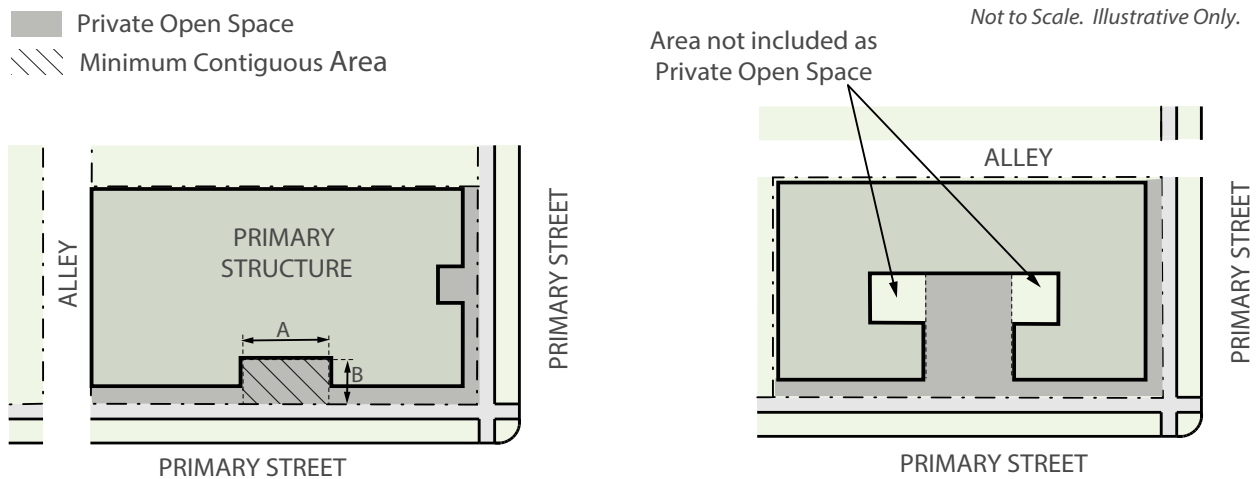 Private Open Space
Minimum Contiguous Area
Not to Scale. Illustrative Only.
Area not included as
Private Open Space
ALLEY
PRIMARY
STRUCTURE
A
B
PRIMARY STREET
PRIMARY STREET
ALLEY
PRIMARY STREET
PRIMARY STREET